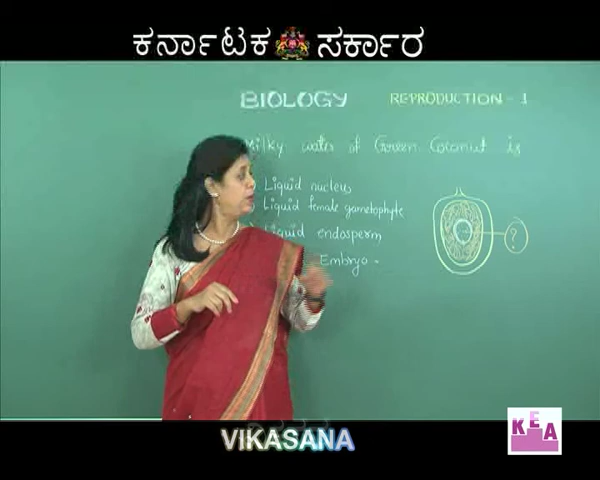 ಕರ್ನಾಟಕ ಸರ್ಕಾರ
BIOLOGY REPRODUCTION - 1
Milky water of Green Coconut is
Liquid nucleus
Liquid female gametophyte
Liquid endosperm
Embryo -
?
VIKASANA
KEA